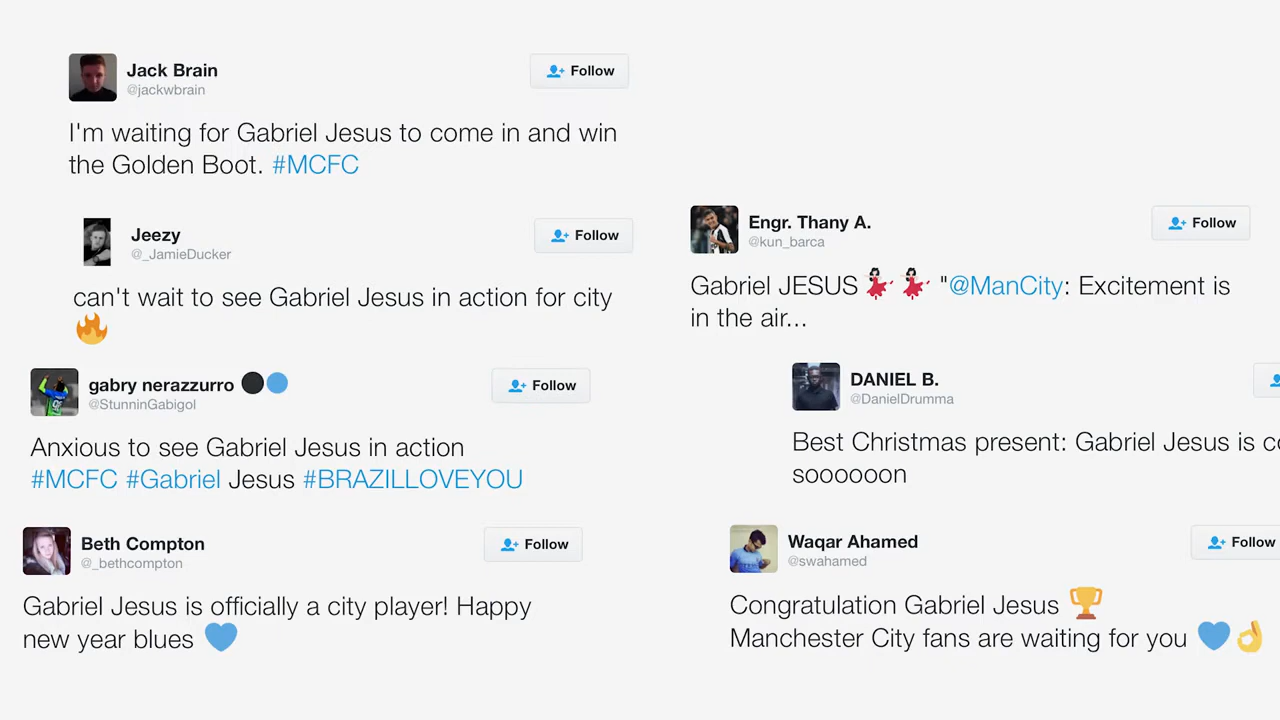 Jack Brain
@jackwbrain
Follow
I'm waiting for Gabriel Jesus to come in and win
the Golden Boot. #MCFC
Jeezy
@_JamieDucker
Follow
can't wait to see Gabriel Jesus in action for city
🔥
gabry nerazzurro ⚫🔵
@StunninGabigol
Follow
Anxious to see Gabriel Jesus in action
#MCFC #Gabriel Jesus #BRAZILLOVEYOU
Beth Compton
@_bethcompton
Follow
Gabriel Jesus is officially a city player! Happy
new year blues 💙
Engr. Thany A.
@kun_barca
Follow
Gabriel JESUS💃💃 "@ManCity: Excitement is
in the air...
DANIEL B.
@DanielDrumma
Best Christmas present: Gabriel Jesus is
sooooooon
Waqar Ahamed
@swahamed
Follow
Congratulation Gabriel Jesus 🏆
Manchester City fans are waiting for you 💙👌